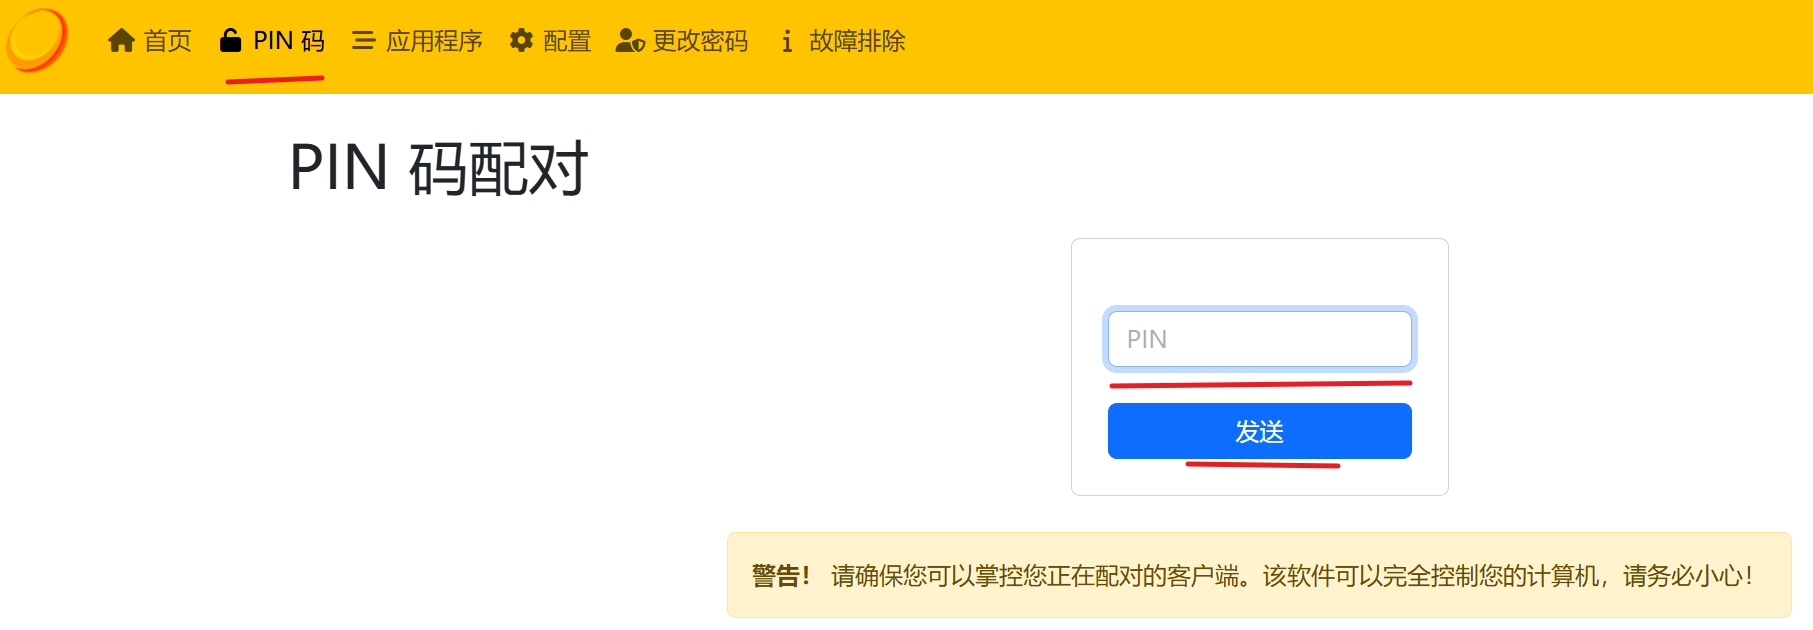 首页 PIN 码 应用程序 配置 更改密码 故障排除
PIN 码配对
PIN
发送
警告！ 请确保您可以掌控您正在配对的客户端。该软件可以完全控制您的计算机，请务必小心！